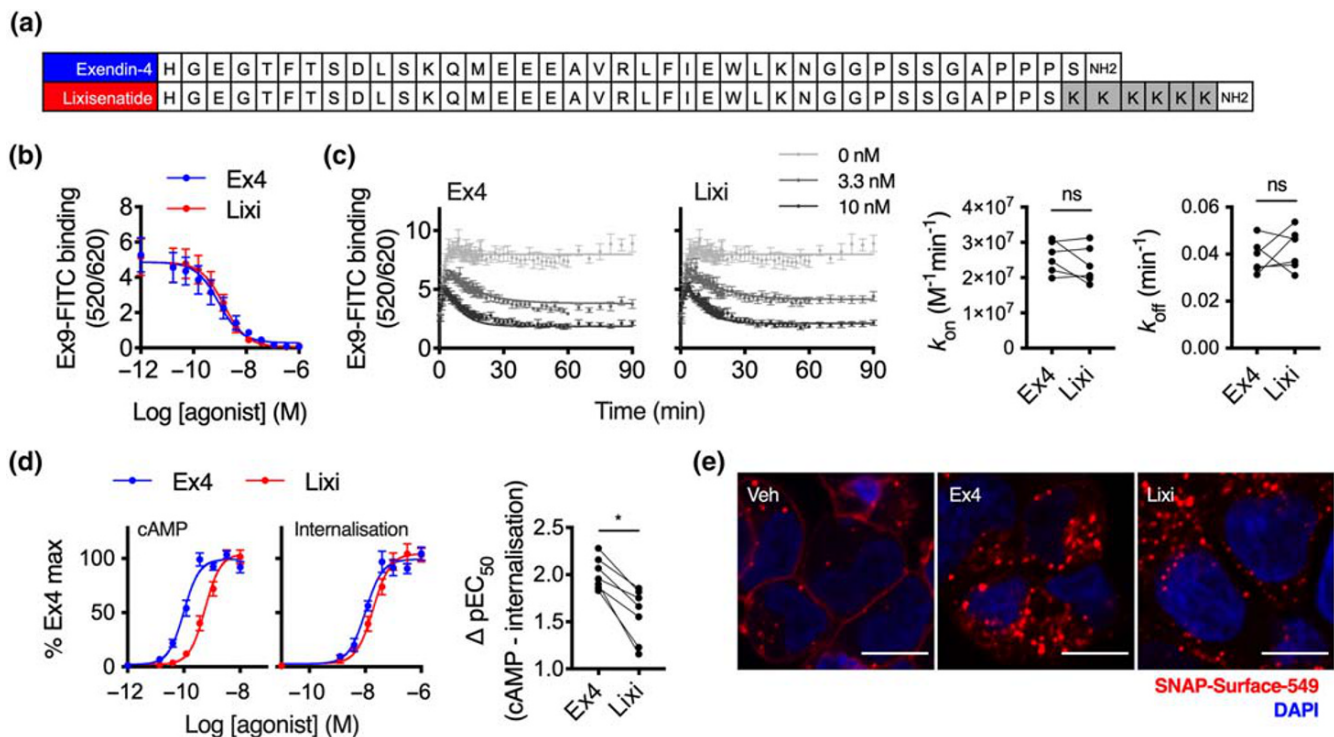 (a)
Exendin-4 H G E G T F T S D L S K Q M E E E A V R L F I E W L K N G G P S S G A P P P S NH2
Lixisenatide H G E G T F T S D L S K Q M E E E A V R L F I E W L K N G G P S S G A P P S K K K K K K NH2
(b)
Ex4
Lixi
Ex9-FITC binding
(520/620)
8
6
4
2
0
−12 −10 −8 −6
Log [agonist] (M)
(c)
0 nM
3.3 nM
10 nM
Ex4
Lixi
Ex9-FITC binding
(520/620)
10
5
0
0 30 60 90
0 30 60 90
Time (min)
ns
kon (M⁻¹min⁻¹)
4×10⁷
3×10⁷
2×10⁷
1×10⁷
0
Ex4 Lixi
ns
koff (min⁻¹)
0.06
0.04
0.02
0.00
Ex4 Lixi
(d)
Ex4 Lixi
cAMP
Internalisation
% Ex4 max
100
50
0
−12 −10 −8
−10 −8 −6
Log [agonist] (M)
*
Δ pEC50
(cAMP - internalisation)
2.5
2.0
1.5
1.0
Ex4 Lixi
(e)
Veh
Ex4
Lixi
SNAP-Surface-549
DAPI